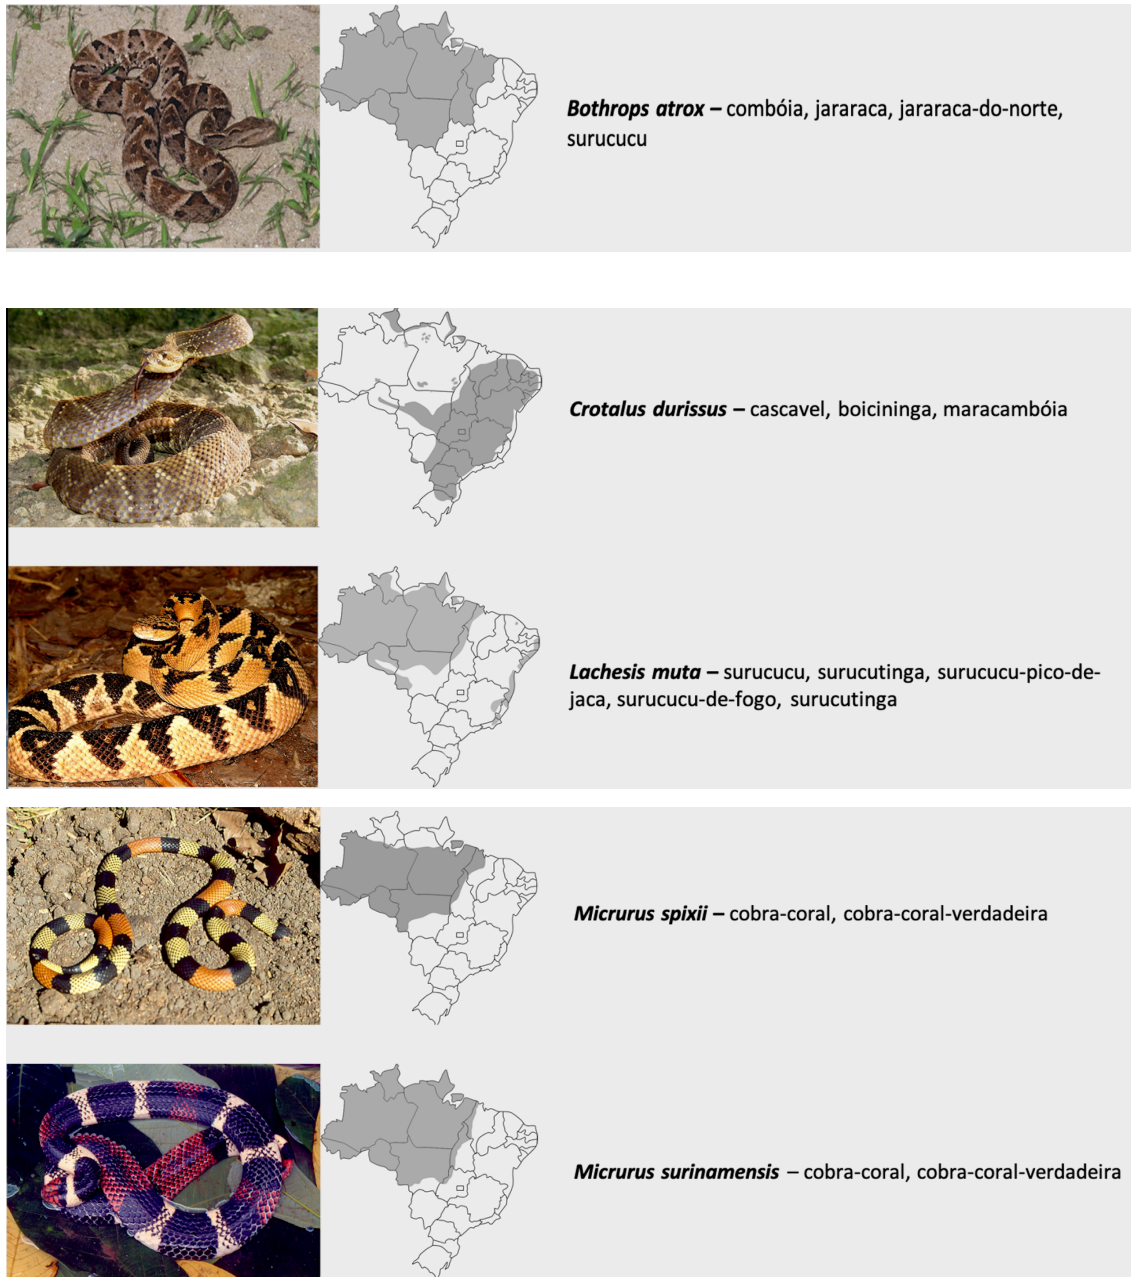 Bothrops atrox – combóia, jararaca, jararaca-do-norte,
surucucu
Crotalus durissus – cascavel, boicininga, maracambóia
Lachesis muta – surucucu, surucutinga, surucucu-pico-de-
jaca, surucucu-de-fogo, surucutinga
Micrurus spixii – cobra-coral, cobra-coral-verdadeira
Micrurus surinamensis – cobra-coral, cobra-coral-verdadeira